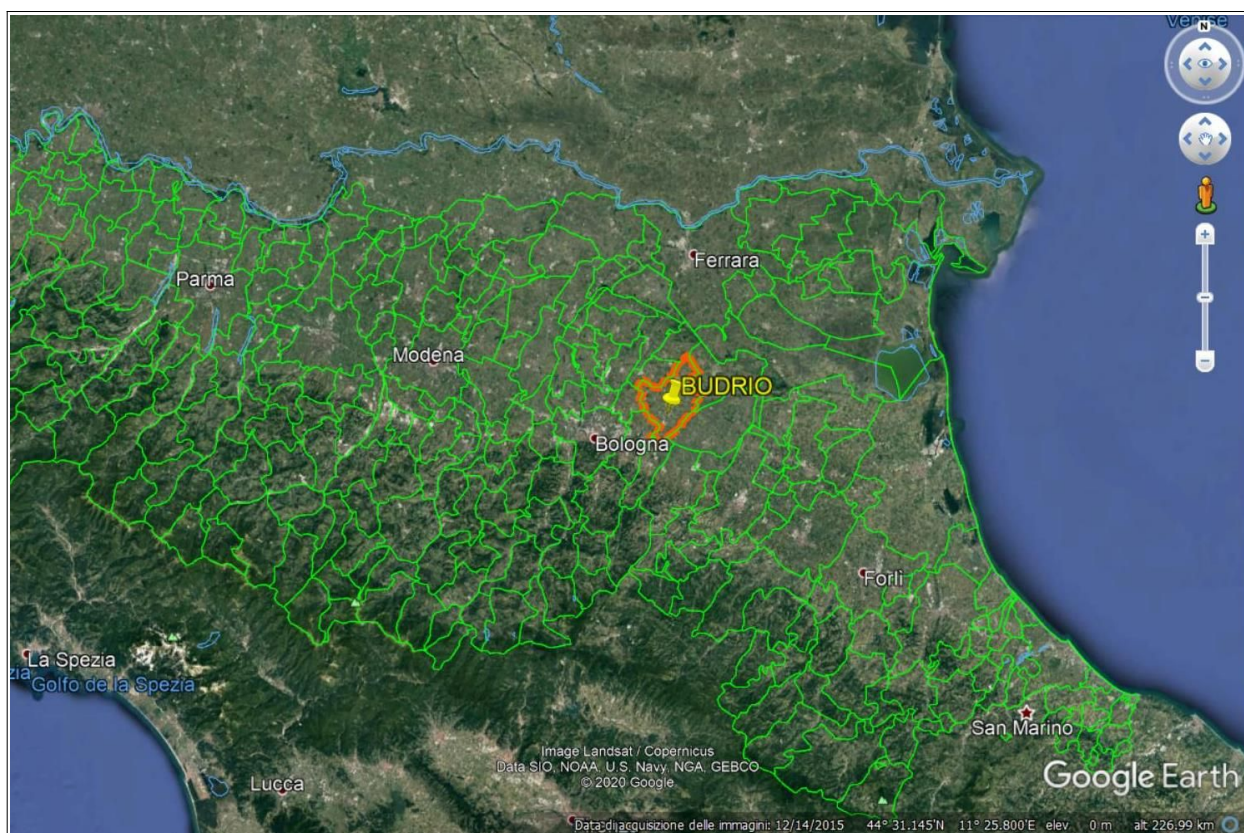 Venise
N
Ferrara
Parma
Modena
BUDRIO
Bologna
Forli
La Spezia
Golfo de la Spezia
San Marino
Image Landsat / Copernicus
Data SIO, NOAA, U.S. Navy, NGA, GEBCO
© 2020 Google
Google Earth
Lucca
Data di acquisizione delle immagini: 12/14/2015 44° 31.145'N 11° 25.800'E elev 0 m alt 226.99 km